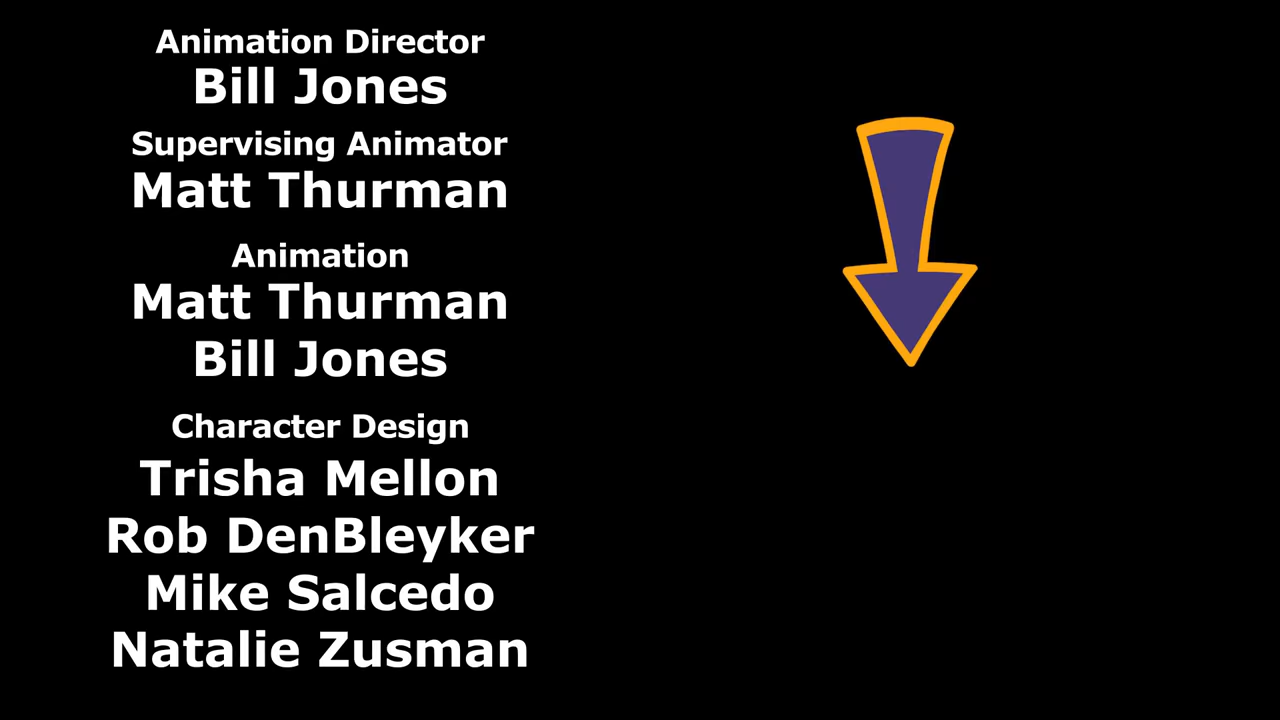 Animation Director
Bill Jones
Supervising Animator
Matt Thurman
Animation
Matt Thurman
Bill Jones
Character Design
Trisha Mellon
Rob DenBleyker
Mike Salcedo
Natalie Zusman